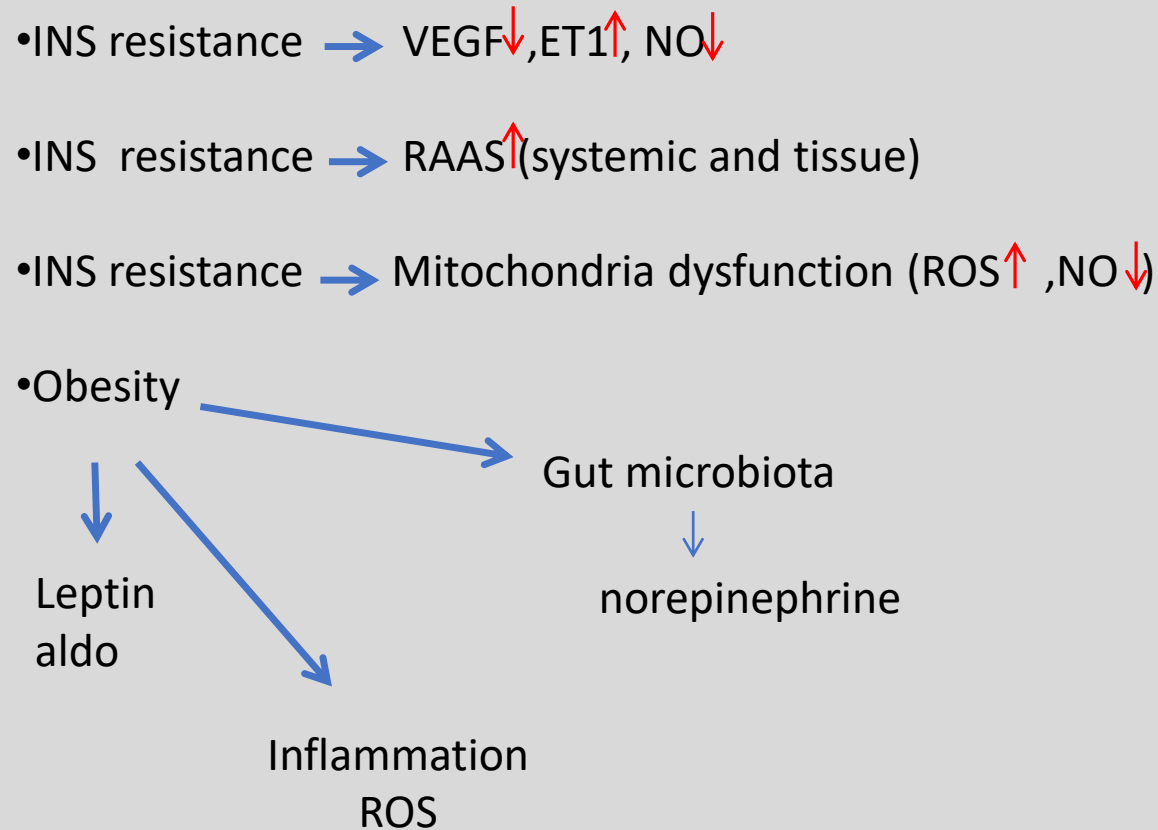 •INS resistance → VEGF↓,ET1↑, NO↓
•INS resistance → RAAS↑(systemic and tissue)
•INS resistance → Mitochondria dysfunction (ROS↑ ,NO↓)
•Obesity
Gut microbiota
norepinephrine
Leptin
aldo
Inflammation
ROS